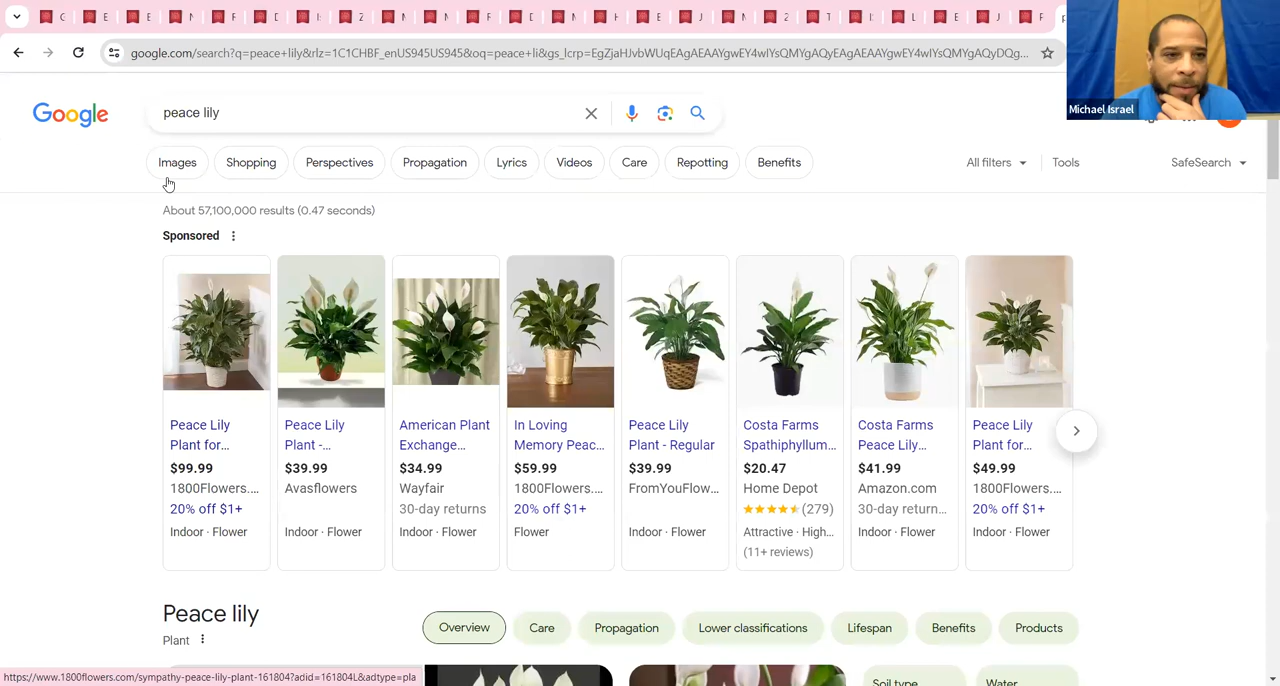 google.com/search?q=peace+lily&rlz=1C1CHBF_enUS945US945&oq=peace+li&gs_lcrp=EgZjaHJvbWUqEAgAEAAYgwEY4wIYsQMYgAQyEAgAEAAYgwEY4wIYsQMYgAQyDQg...
Michael Israel
Google
peace lily
Images
Shopping
Perspectives
Propagation
Lyrics
Videos
Care
Repotting
Benefits
All filters
Tools
SafeSearch
About 57,100,000 results (0.47 seconds)
Sponsored
Peace Lily
Plant for...
$99.99
1800Flowers....
20% off $1+
Indoor · Flower
Peace Lily
Plant -...
$39.99
Avasflowers
Indoor · Flower
American Plant
Exchange...
$34.99
Wayfair
30-day returns
Indoor · Flower
In Loving
Memory Peac...
$59.99
1800Flowers....
20% off $1+
Flower
Peace Lily
Plant - Regular
$39.99
FromYouFlow...
Indoor · Flower
Costa Farms
Spathiphyllum...
$20.47
Home Depot
(279)
Attractive · High...
(11+ reviews)
Costa Farms
Peace Lily...
$41.99
Amazon.com
30-day return...
Indoor · Flower
Peace Lily
Plant for...
$49.99
1800Flowers....
20% off $1+
Indoor · Flower
Peace lily
Plant
Overview
Care
Propagation
Lower classifications
Lifespan
Benefits
Products
https://www.1800flowers.com/sympathy-peace-lily-plant-161804?adid=161804L&adtype=pla
Soil type
Water